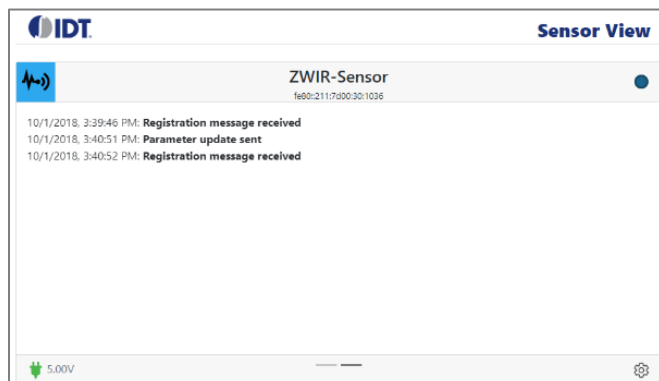 IDT.
Sensor View
ZWIR-Sensor
fe80::211:7d00:30:1036
10/1/2018, 3:39:46 PM: Registration message received
10/1/2018, 3:40:51 PM: Parameter update sent
10/1/2018, 3:40:52 PM: Registration message received
5.00V